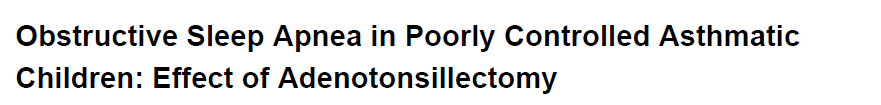 Obstructive Sleep Apnea in Poorly Controlled Asthmatic
Children: Effect of Adenotonsillectomy